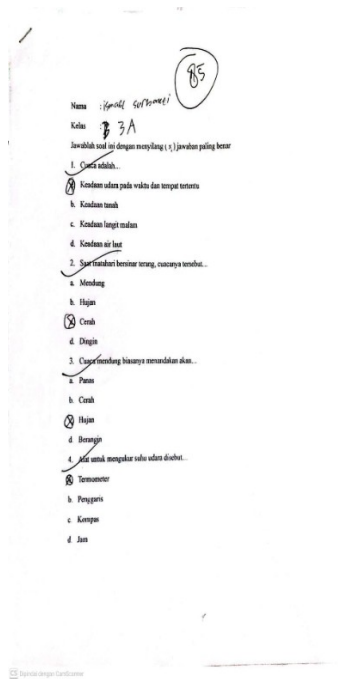 85
Nama : Ismail
Kelas : 3A
Jawablah soal ini dengan menyilang ( x ) jawaban paling benar
1. Cuaca adalah...
a. Keadaan udara pada waktu dan tempat tertentu
b. Keadaan tanah
c. Keadaan langit malam
d. Keadaan air laut
2. Saat matahari bersinar terang, cuacanya tersebut...
a. Mendung
b. Hujan
c. Cerah
d. Dingin
3. Cuaca mendung biasanya menandakan akan...
a. Panas
b. Cerah
c. Hujan
d. Berangin
4. Alat untuk mengukur suhu udara disebut...
a. Termometer
b. Penggaris
c. Kompas
d. Jam
Dipindai dengan CamScanner